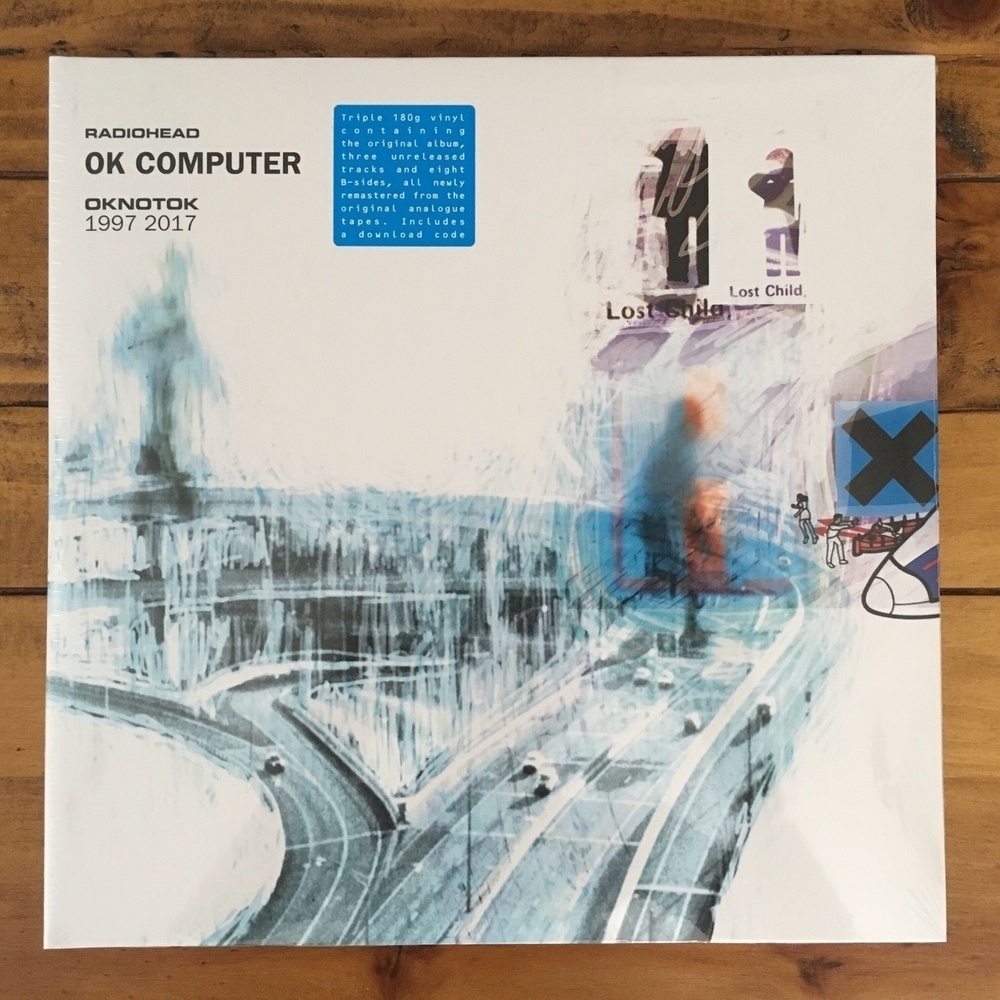 RADIOHEAD
OK COMPUTER
OKNOTOK
1997 2017
Triple 180g vinyl
containing
the original album,
three unreleased
tracks and eight
B-sides, all newly
remastered from the
original analogue
tapes. Includes
a download code
Lost Child,
Lost Child,